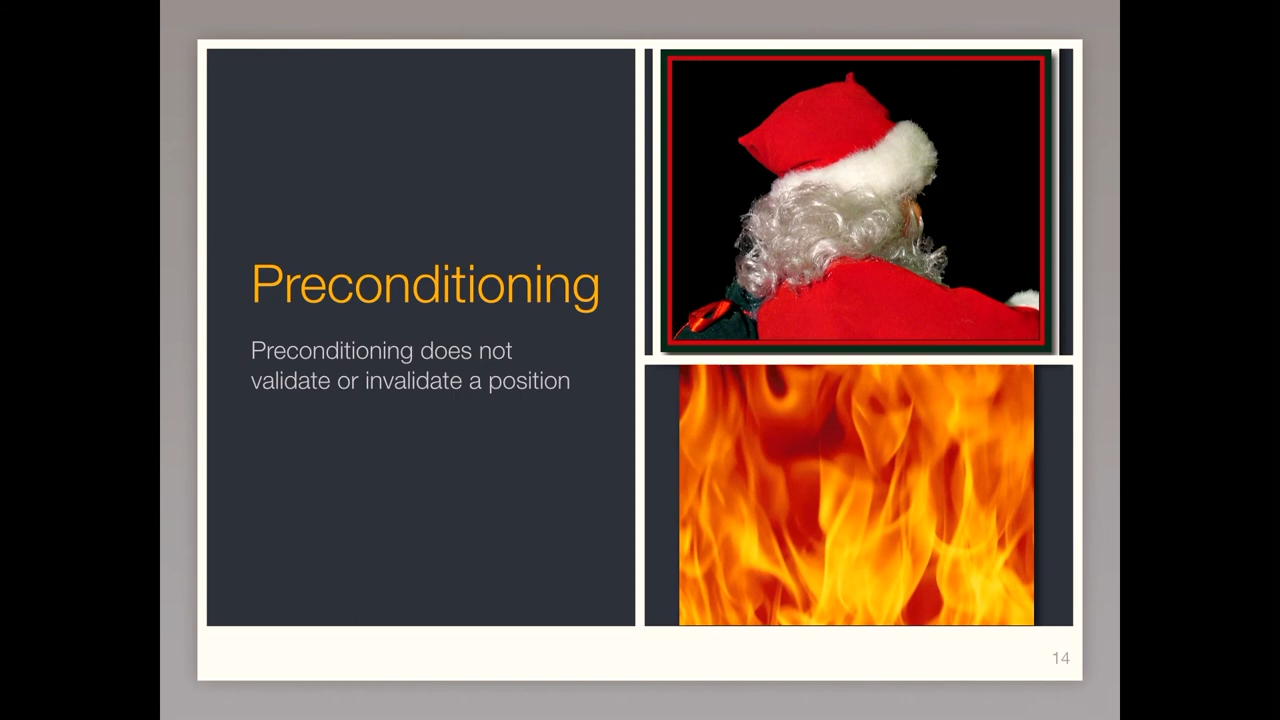 Preconditioning
Preconditioning does not
validate or invalidate a position
14